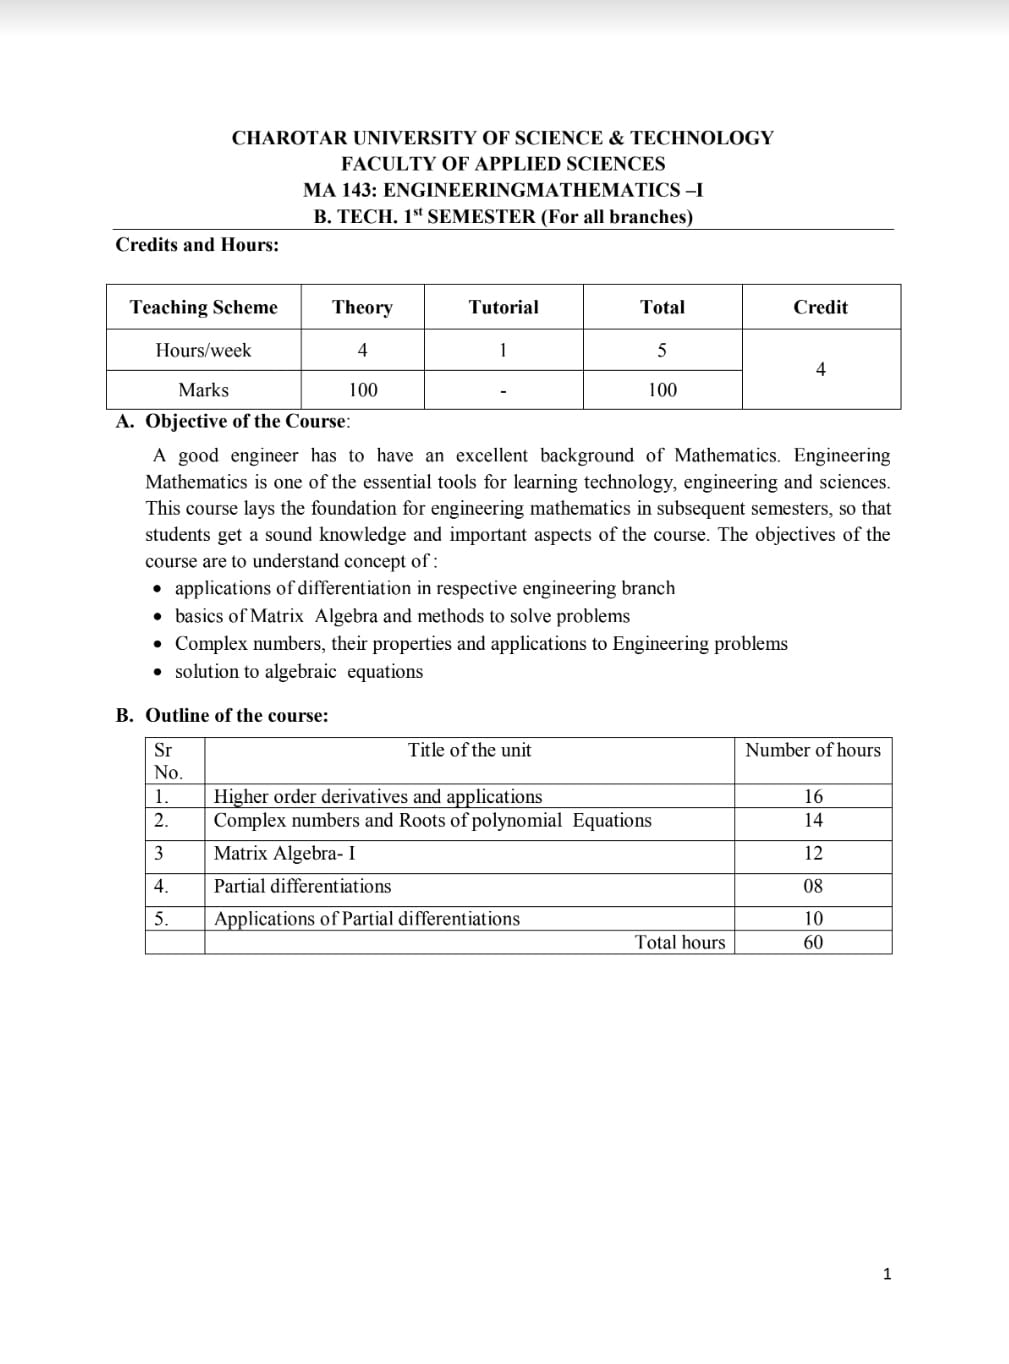 CHAROTAR UNIVERSITY OF SCIENCE & TECHNOLOGY
FACULTY OF APPLIED SCIENCES
MA 143: ENGINEERINGMATHEMATICS –I
B. TECH. 1st SEMESTER (For all branches)
Credits and Hours:
Teaching Scheme Theory Tutorial Total Credit
Hours/week 4 1 5
4
Marks 100 - 100
A. Objective of the Course:
A good engineer has to have an excellent background of Mathematics. Engineering
Mathematics is one of the essential tools for learning technology, engineering and sciences.
This course lays the foundation for engineering mathematics in subsequent semesters, so that
students get a sound knowledge and important aspects of the course. The objectives of the
course are to understand concept of :
• applications of differentiation in respective engineering branch
• basics of Matrix Algebra and methods to solve problems
• Complex numbers, their properties and applications to Engineering problems
• solution to algebraic equations
B. Outline of the course:
Sr Title of the unit Number of hours
No.
1. Higher order derivatives and applications 16
2. Complex numbers and Roots of polynomial Equations 14
3 Matrix Algebra- I 12
4. Partial differentiations 08
5. Applications of Partial differentiations 10
Total hours 60
1